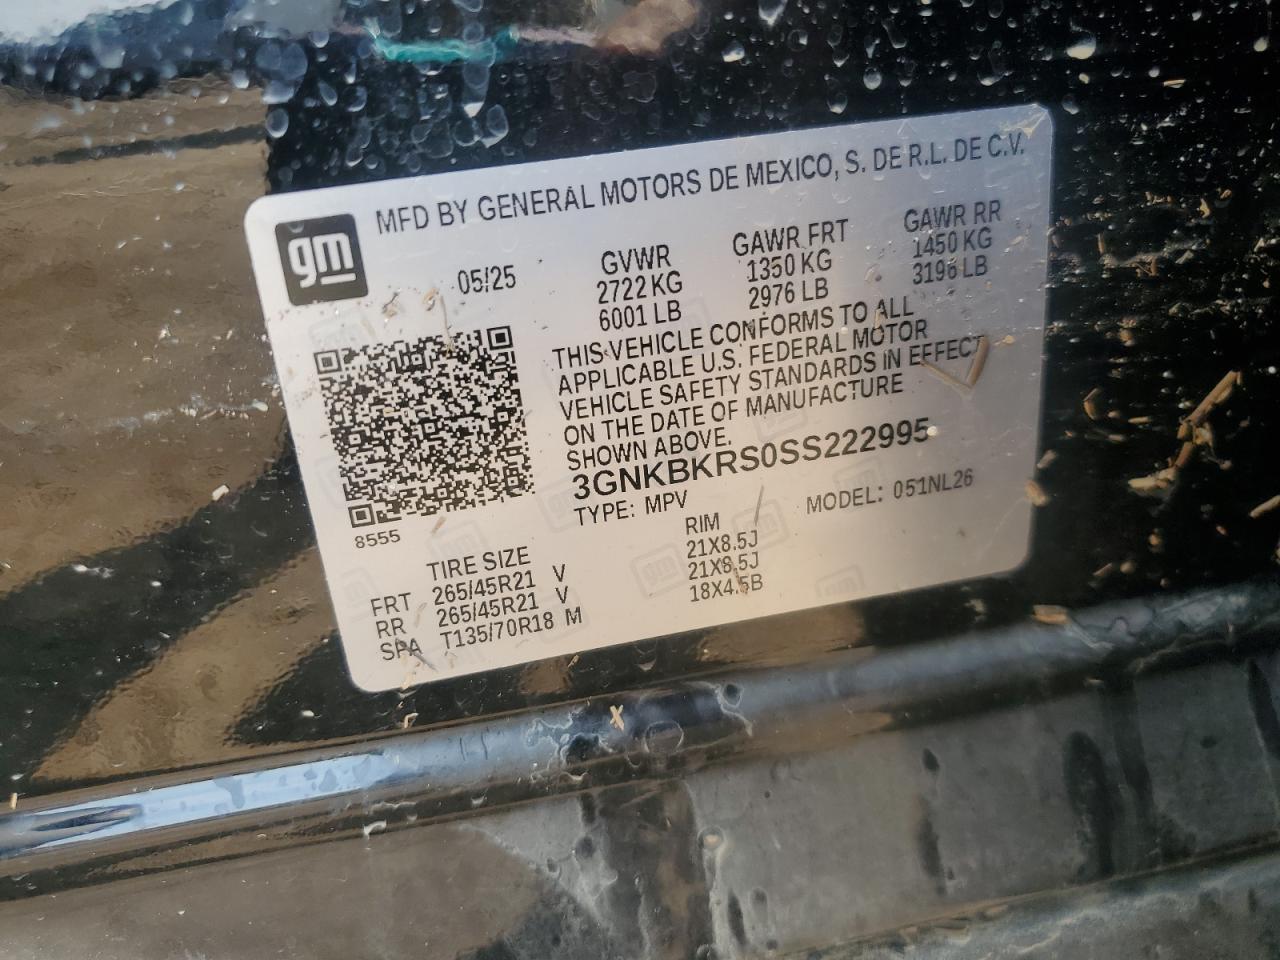 gm
MFD BY GENERAL MOTORS DE MEXICO, S. DE R.L. DE C.V.
05/25
GVWR GAWR FRT GAWR RR
2722 KG 1350 KG 1450 KG
6001 LB 2976 LB 3196 LB
THIS VEHICLE CONFORMS TO ALL
APPLICABLE U.S. FEDERAL MOTOR
VEHICLE SAFETY STANDARDS IN EFFECT
ON THE DATE OF MANUFACTURE
SHOWN ABOVE.
3GNKBKRS0SS222995
TYPE: MPV MODEL: 051NL26
8555
TIRE SIZE RIM
FRT 265/45R21 V 21X8.5J
RR 265/45R21 V 21X8.5J
SPA T135/70R18 M 18X4.5B